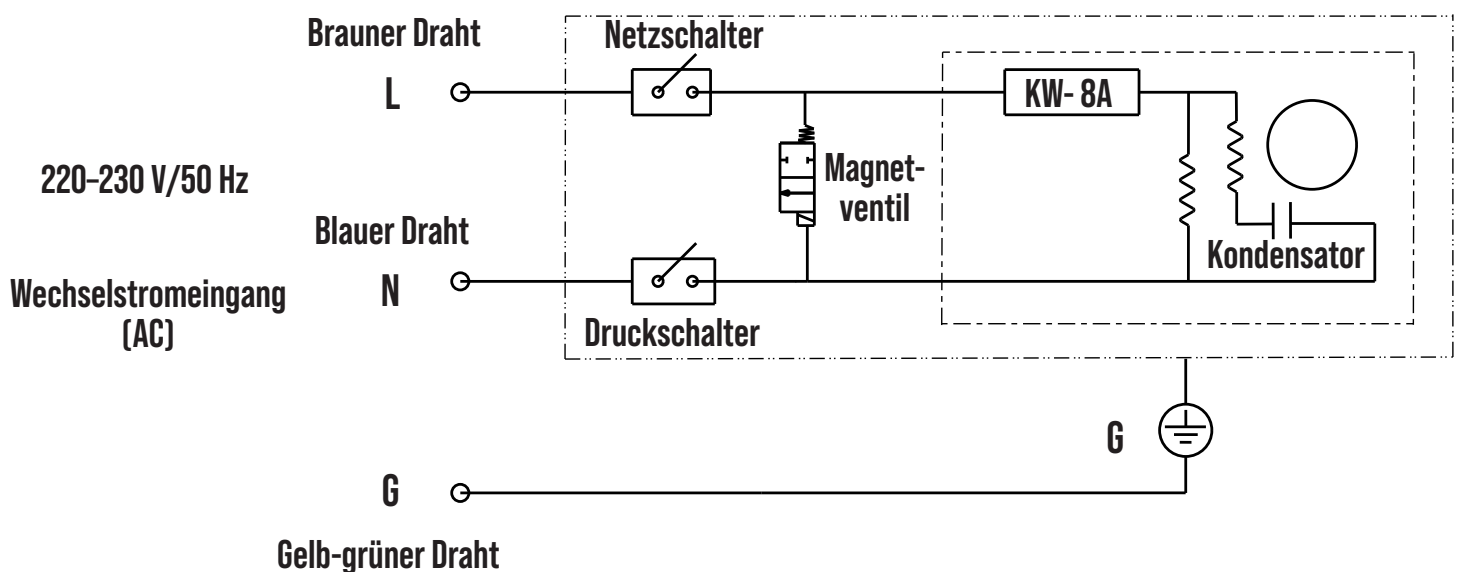 Brauner Draht
Netzschalter
L
KW- 8A
220–230 V/50 Hz
Magnet-
ventil
Blauer Draht
Kondensator
Wechselstromeingang
(AC)
N
Druckschalter
G
G
Gelb-grüner Draht